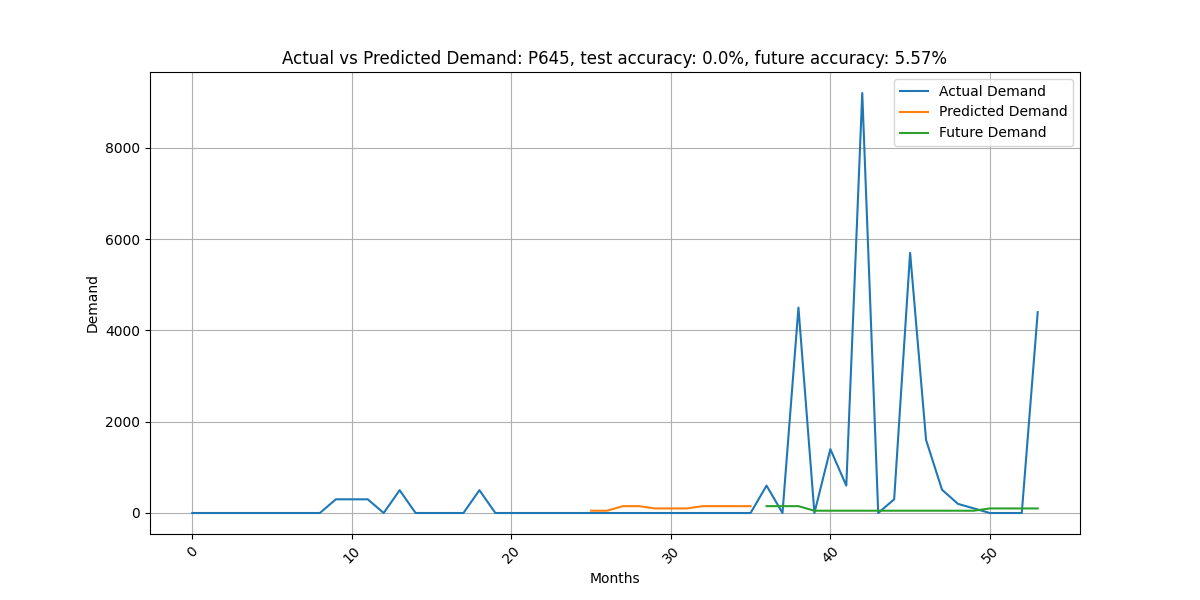 Actual vs Predicted Demand: P645, test accuracy: 0.0%, future accuracy: 5.57%
Actual Demand
Predicted Demand
Future Demand
8000
6000
4000
2000
0
Demand
0
10
20
30
40
50
Months